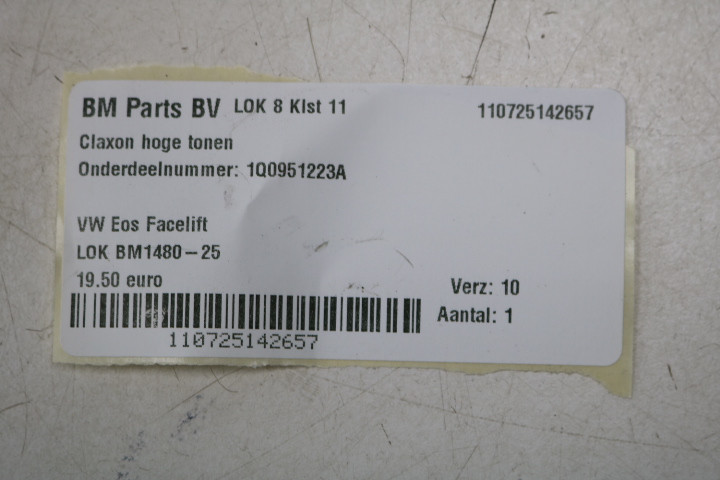 BM Parts BV LOK 8 Klst 11 110725142657
Claxon hoge tonen
Onderdeelnummer: 1Q0951223A
VW Eos Facelift
LOK BM1480-25
19.50 euro
Verz: 10
Aantal: 1
110725142657